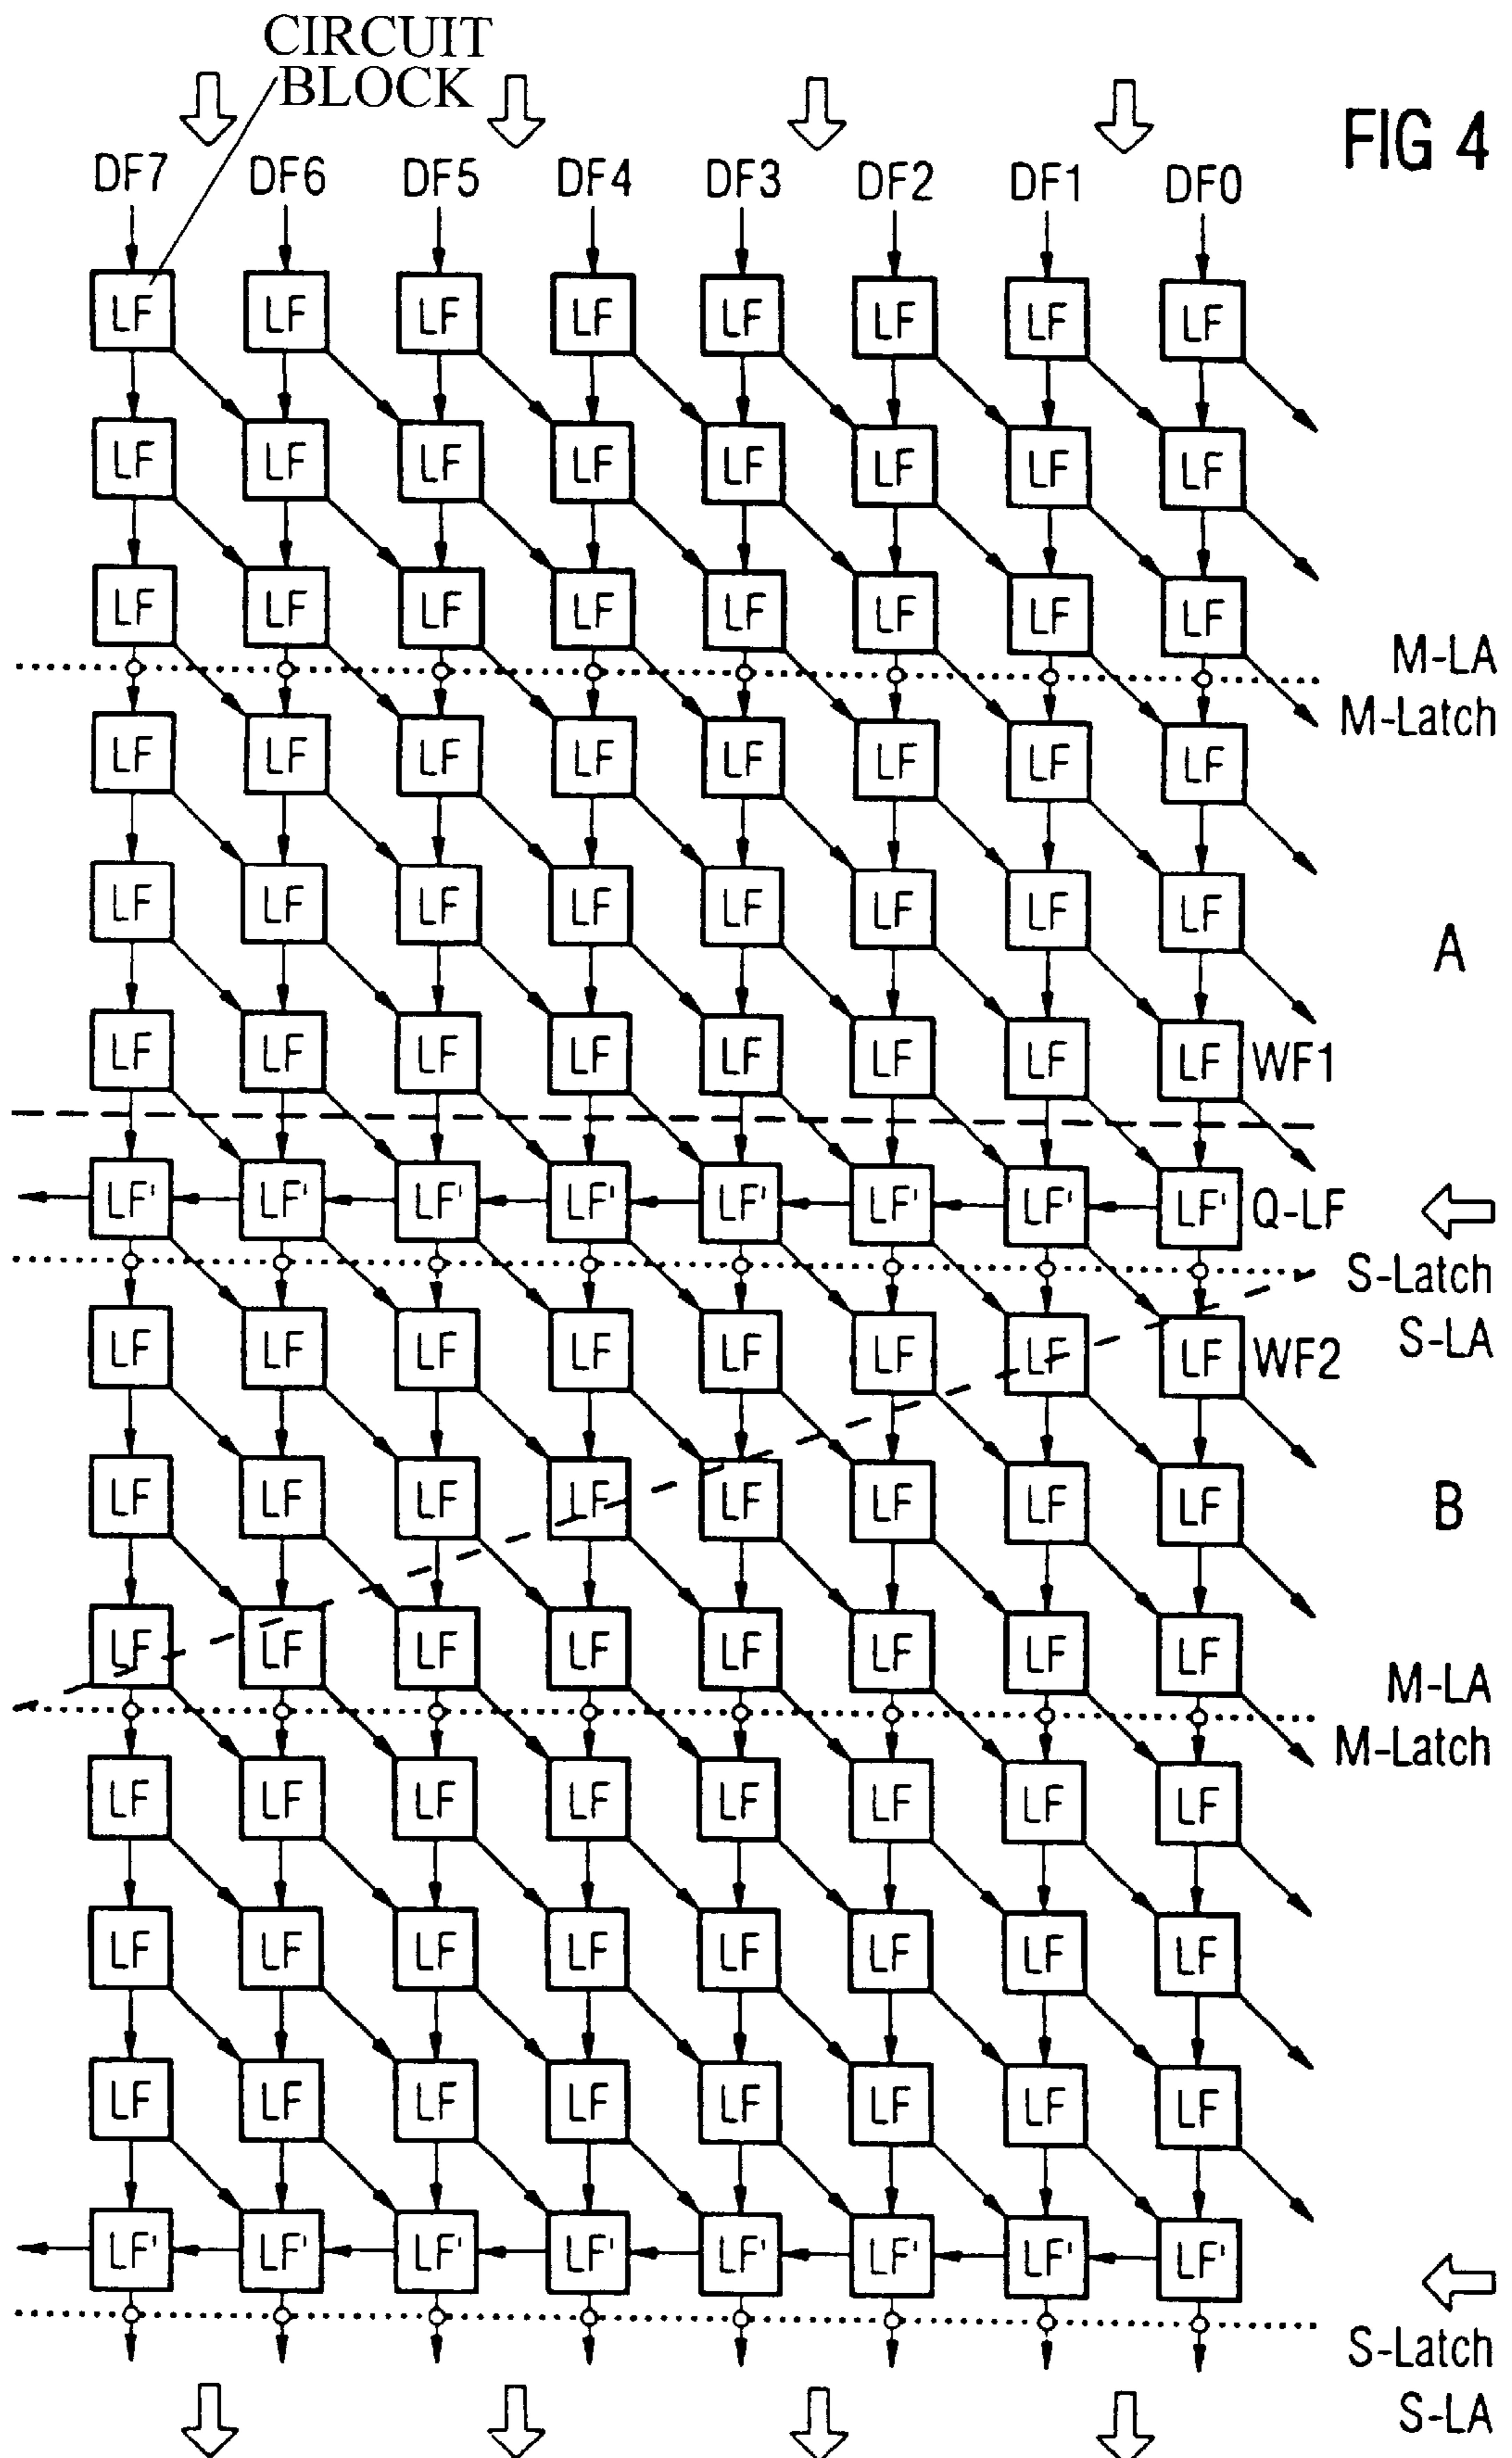 CIRCUIT
BLOCK
FIG 4
DF7 DF6 DF5 DF4 DF3 DF2 DF1 DF0
LF LF LF LF LF LF LF LF
LF LF LF LF LF LF LF LF
LF LF LF LF LF LF LF LF
M-LA
M-Latch
LF LF LF LF LF LF LF LF
LF LF LF LF LF LF LF LF
A
LF LF LF LF LF LF LF LF WF1
LF' LF' LF' LF' LF' LF' LF' LF' Q-LF
S-Latch
S-LA
LF LF LF LF LF LF LF LF WF2
LF LF LF LF LF LF LF LF
B
LF LF LF LF LF LF LF LF
M-LA
M-Latch
LF LF LF LF LF LF LF LF
LF LF LF LF LF LF LF LF
LF LF LF LF LF LF LF LF
LF' LF' LF' LF' LF' LF' LF' LF'
S-Latch
S-LA